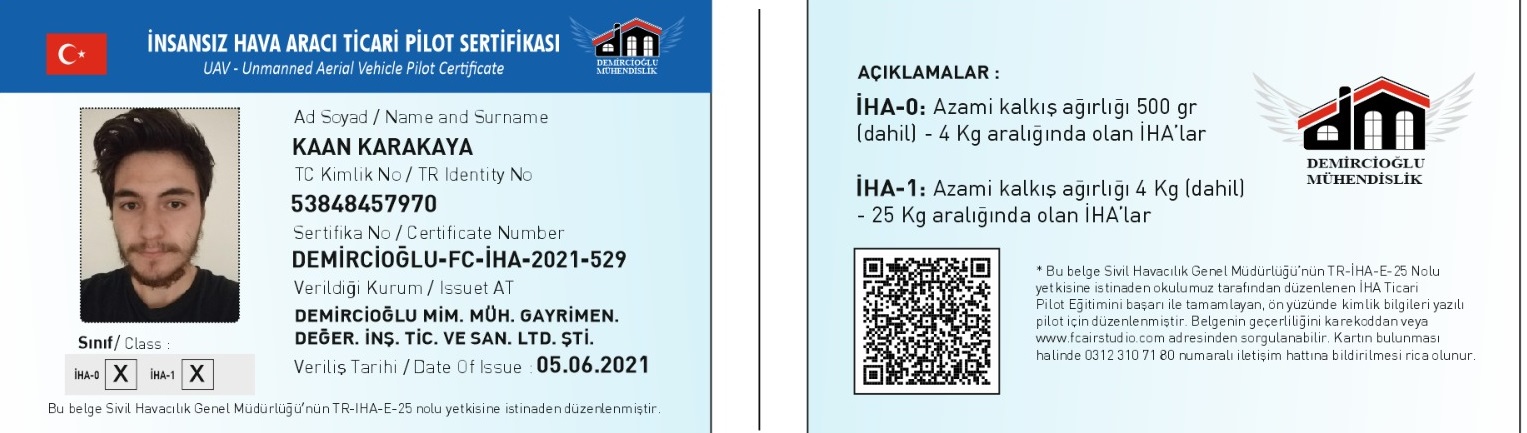 İNSANSIZ HAVA ARACI TİCARİ PİLOT SERTİFİKASI
UAV - Unmanned Aerial Vehicle Pilot Certificate
DEMİRCİOĞLU
MÜHENDİSLİK
Ad Soyad / Name and Surname
KAAN KARAKAYA
TC Kimlik No / TR Identity No
53848457970
Sertifika No / Certificate Number
DEMİRCİOĞLU-FC-İHA-2021-529
Verildiği Kurum / Issuet AT
DEMİRCİOĞLU MİM. MÜH. GAYRİMEN.
DEĞER. İNŞ. TİC. VE SAN. LTD. ŞTİ.
Veriliş Tarihi / Date Of Issue : 05.06.2021
Sınıf/ Class :
İHA-0 X İHA-1 X
Bu belge Sivil Havacılık Genel Müdürlüğü'nün TR-IHA-E-25 nolu yetkisine istinaden düzenlenmiştir.
AÇIKLAMALAR :
İHA-0: Azami kalkış ağırlığı 500 gr
(dahil) - 4 Kg aralığında olan İHA'lar
İHA-1: Azami kalkış ağırlığı 4 Kg (dahil)
- 25 Kg aralığında olan İHA'lar
DEMİRCİOĞLU
MÜHENDİSLİK
* Bu belge Sivil Havacılık Genel Müdürlüğü'nün TR-İHA-E-25 Nolu
yetkisine istinaden okulumuz tarafından düzenlenen İHA Ticari
Pilot Eğitimini başarı ile tamamlayan, ön yüzünde kimlik bilgileri yazılı
pilot için düzenlenmiştir. Belgenin geçerliliğini karekoddan veya
www.fcairstudio.com adresinden sorgulanabilir. Kartın bulunması
halinde 0312 310 71 80 numaralı iletişim hattına bildirilmesi rica olunur.